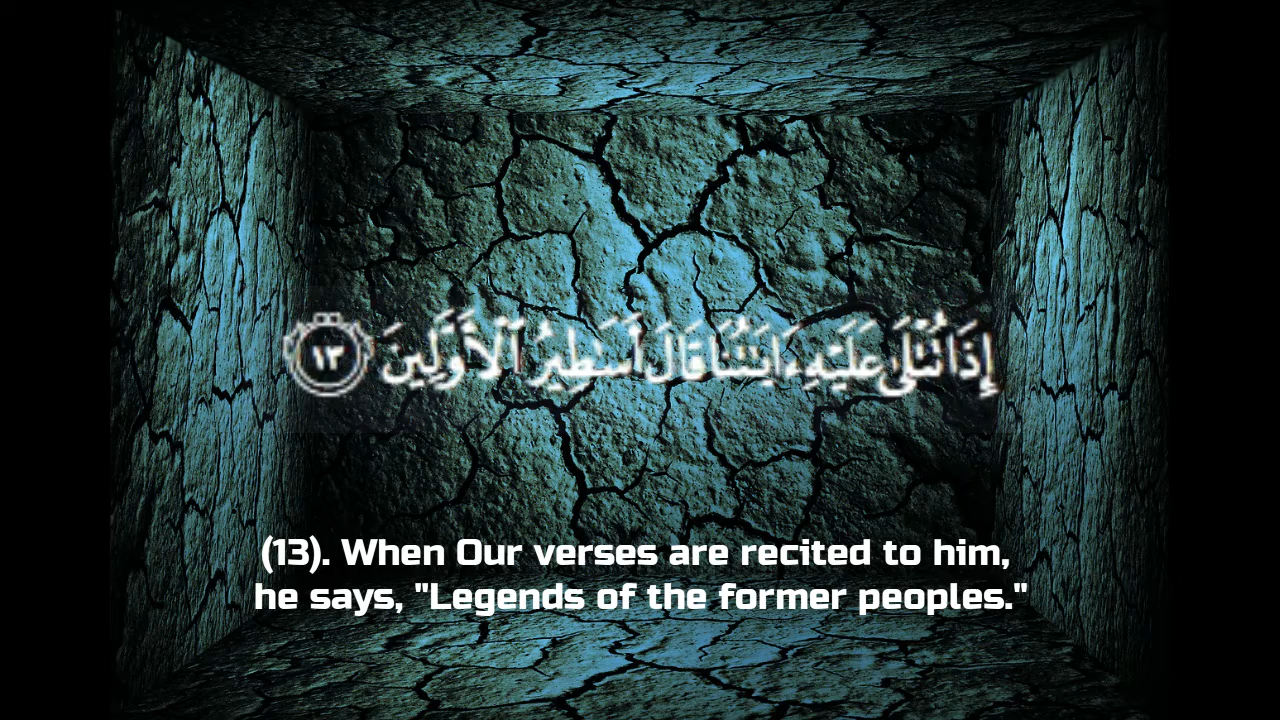 إِذَا تُتْلَىٰ عَلَيْهِ ءَايَـٰتُنَا قَالَ أَسَـٰطِيرُ ٱلْأَوَّلِينَ ١٣
(13). When Our verses are recited to him,
he says, "Legends of the former peoples."